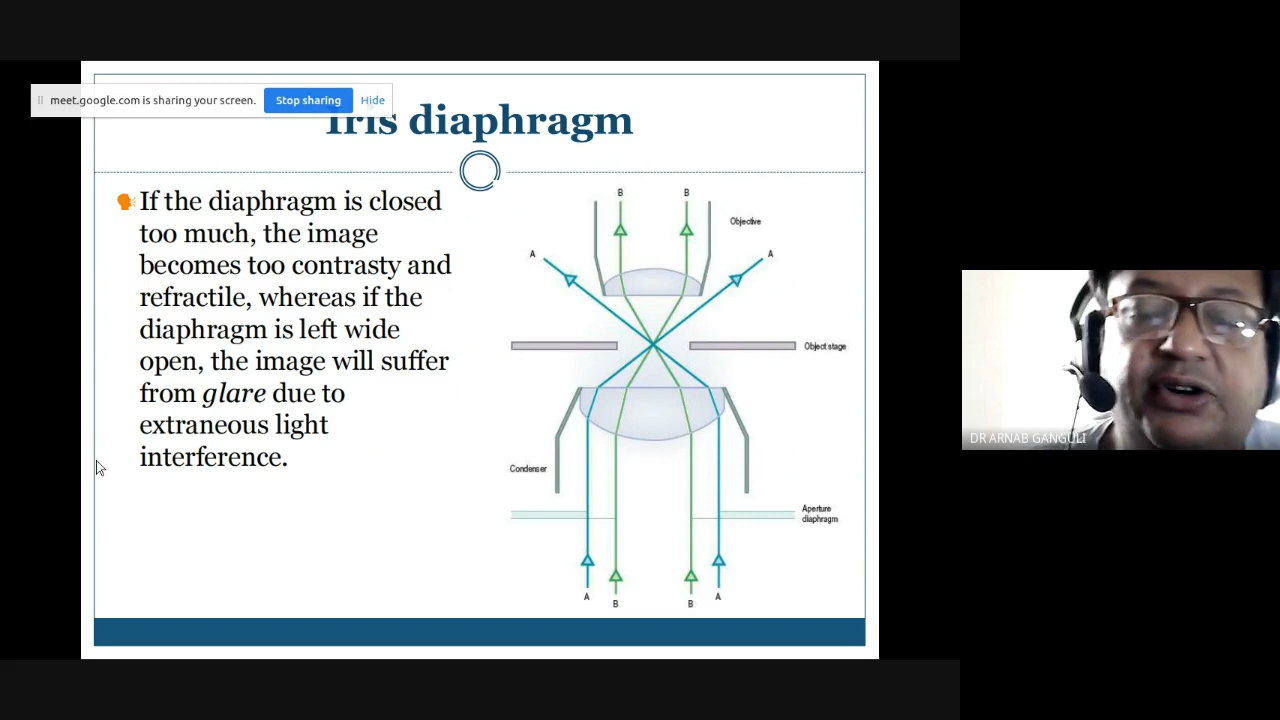 meet.google.com is sharing your screen. Stop sharing Hide
Iris diaphragm
If the diaphragm is closed
too much, the image
becomes too contrasty and
refractile, whereas if the
diaphragm is left wide
open, the image will suffer
from glare due to
extraneous light
interference.
B B
Objective
A A
Object stage
Condenser
Aperture
diaphragm
A B B A
DR ARNAB GANGULI